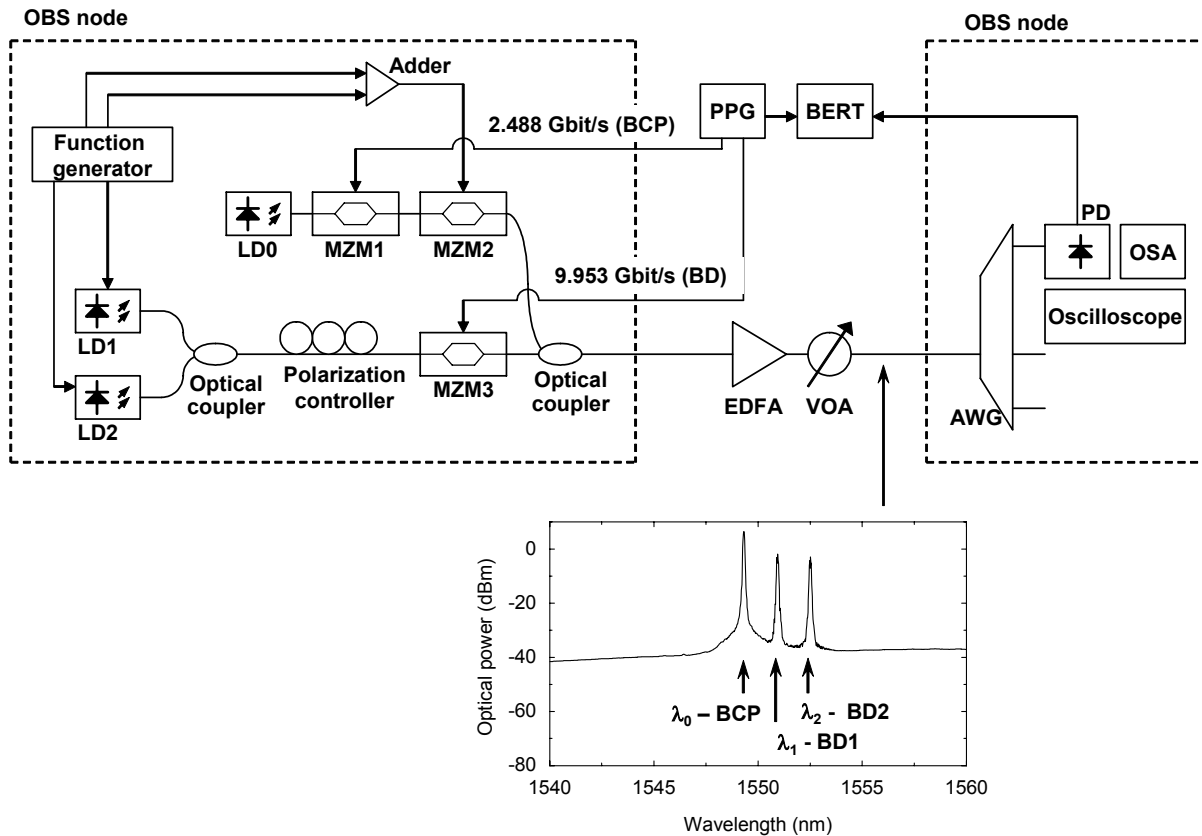 OBS node
OBS node
Adder
PPG
BERT
2.488 Gbit/s (BCP)
Function
generator
PD
OSA
LD0
MZM1
MZM2
9.953 Gbit/s (BD)
Oscilloscope
LD1
Optical
coupler
Polarization
controller
MZM3
Optical
coupler
EDFA
VOA
AWG
LD2
Optical power (dBm)
0
-20
-40
-60
-80
λ0 – BCP
λ2 - BD2
λ1 - BD1
1540
1545
1550
1555
1560
Wavelength (nm)